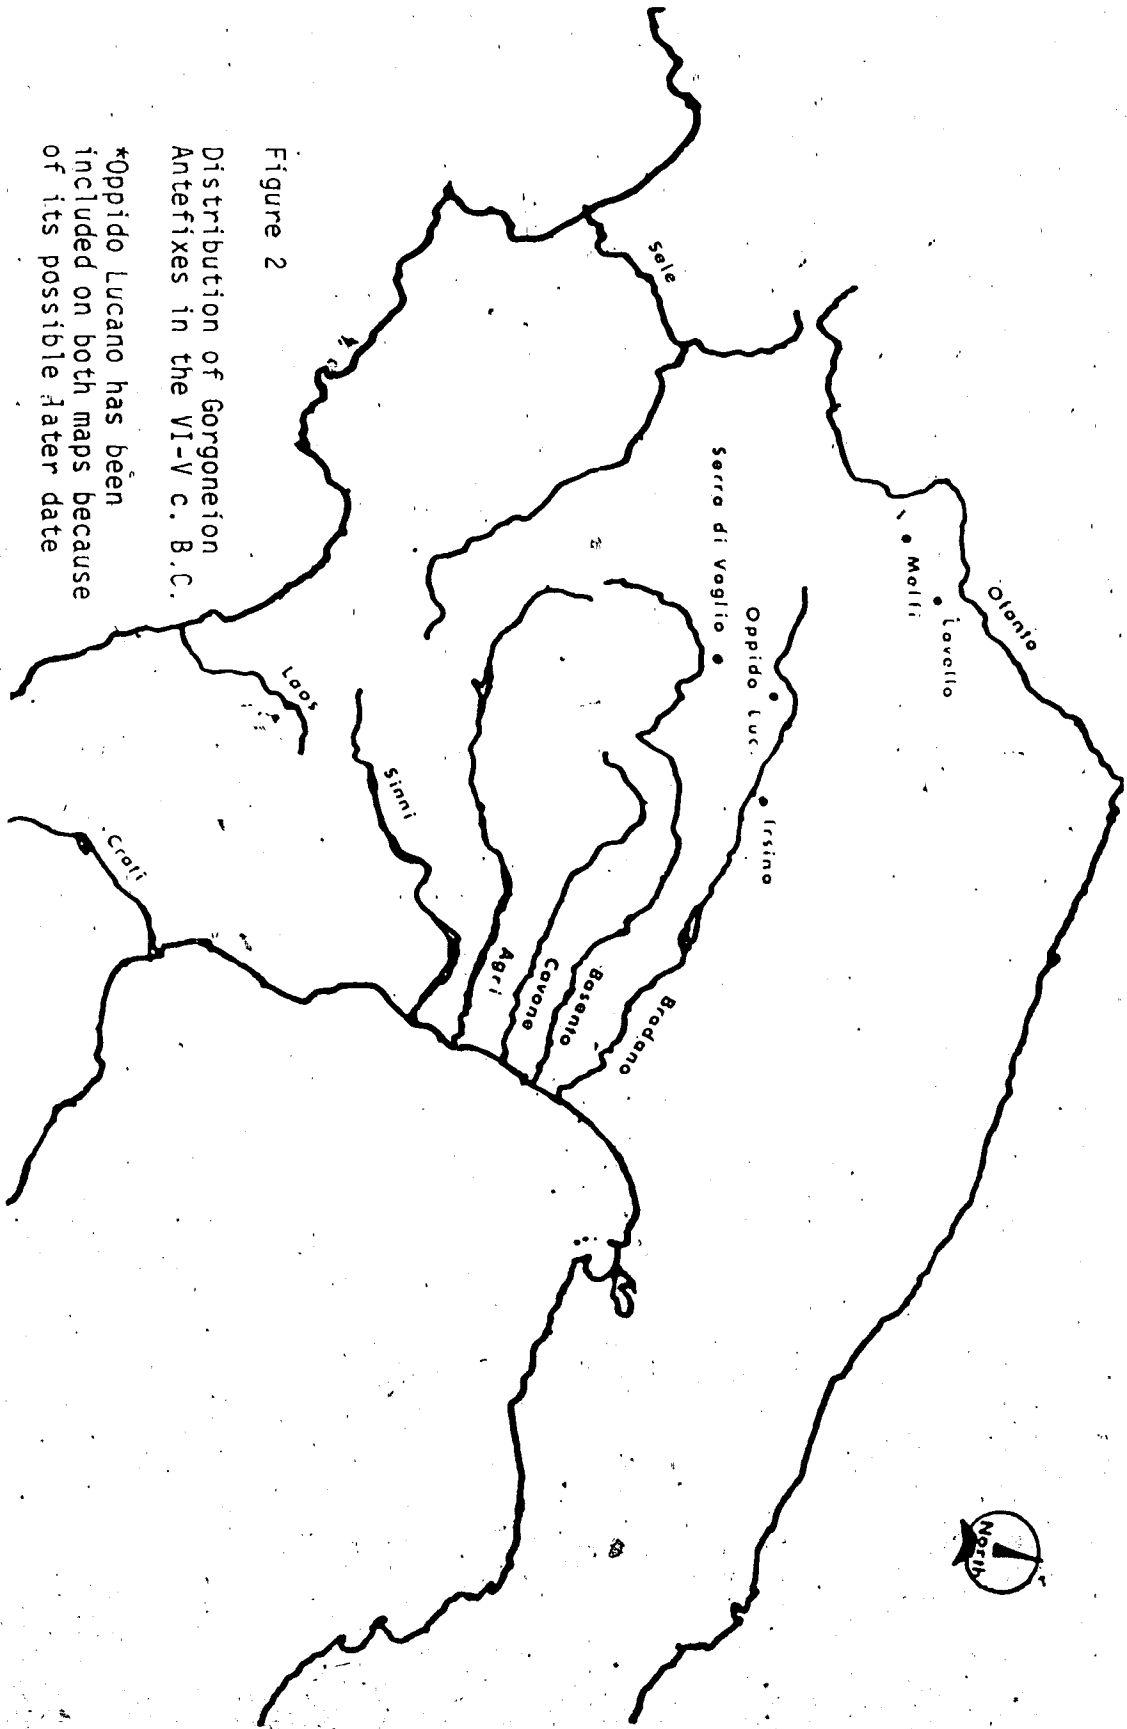 Figure 2
Distribution of Gorgoneion
Antefixes in the VI-V c. B.C.
*Oppido Lucano has been
included on both maps because
of its possible later date
Sele
Ofanto
Melfi
Lavello
Serra di Vaglio
Oppido Luc.
Irsina
Bradano
Basento
Cavone
Agri
Sinni
Laos
Crati
North